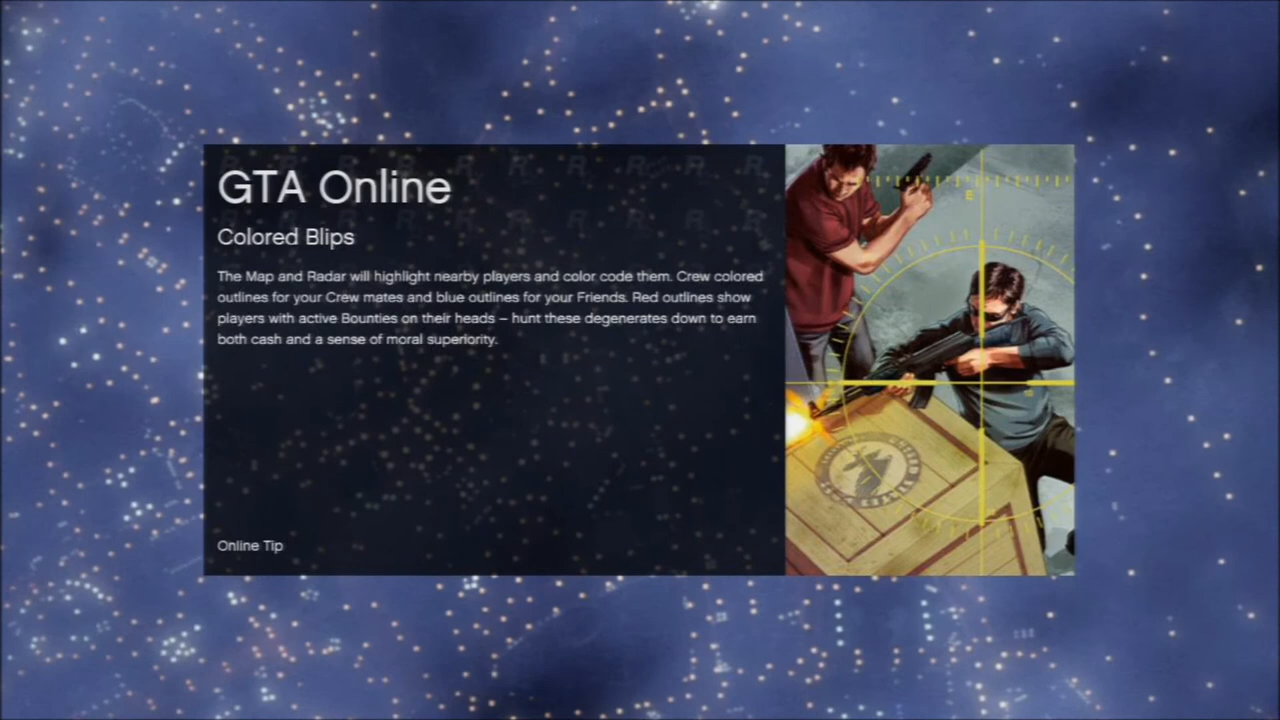 GTA Online
Colored Blips
The Map and Radar will highlight nearby players and color code them. Crew colored
outlines for your Crew mates and blue outlines for your Friends. Red outlines show
players with active Bounties on their heads – hunt these degenerates down to earn
both cash and a sense of moral superiority.
Online Tip